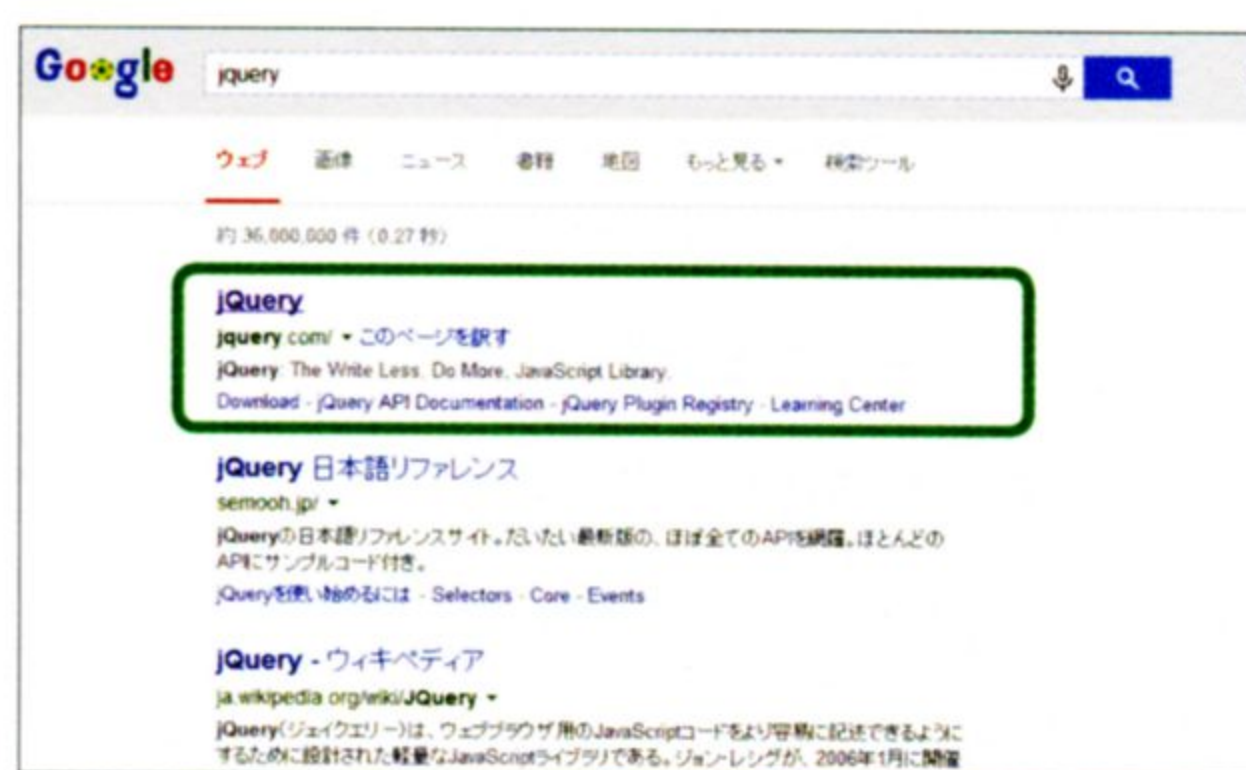 Google
jquery
ウェブ 画像 ニュース 書籍 地図 もっと見る 検索ツール
約 36,000,000 件 (0.27 秒)
jQuery
jquery.com/ このページを訳す
jQuery: The Write Less, Do More, JavaScript Library.
Download - jQuery API Documentation - jQuery Plugin Registry - Learning Center
jQuery 日本語リファレンス
semooh.jp/
jQueryの日本語リファレンスサイト。だいたい最新版の、ほぼ全てのAPIを網羅。ほとんどの
APIにサンプルコード付き。
jQueryを使い始めるには - Selectors - Core - Events
jQuery - ウィキペディア
ja.wikipedia.org/wiki/JQuery
jQuery(ジェイクエリー)は、ウェブブラウザ用のJavaScriptコードをより容易に記述できるように
するために設計された軽量なJavaScriptライブラリである。ジョン・レシグが、2006年1月に開催